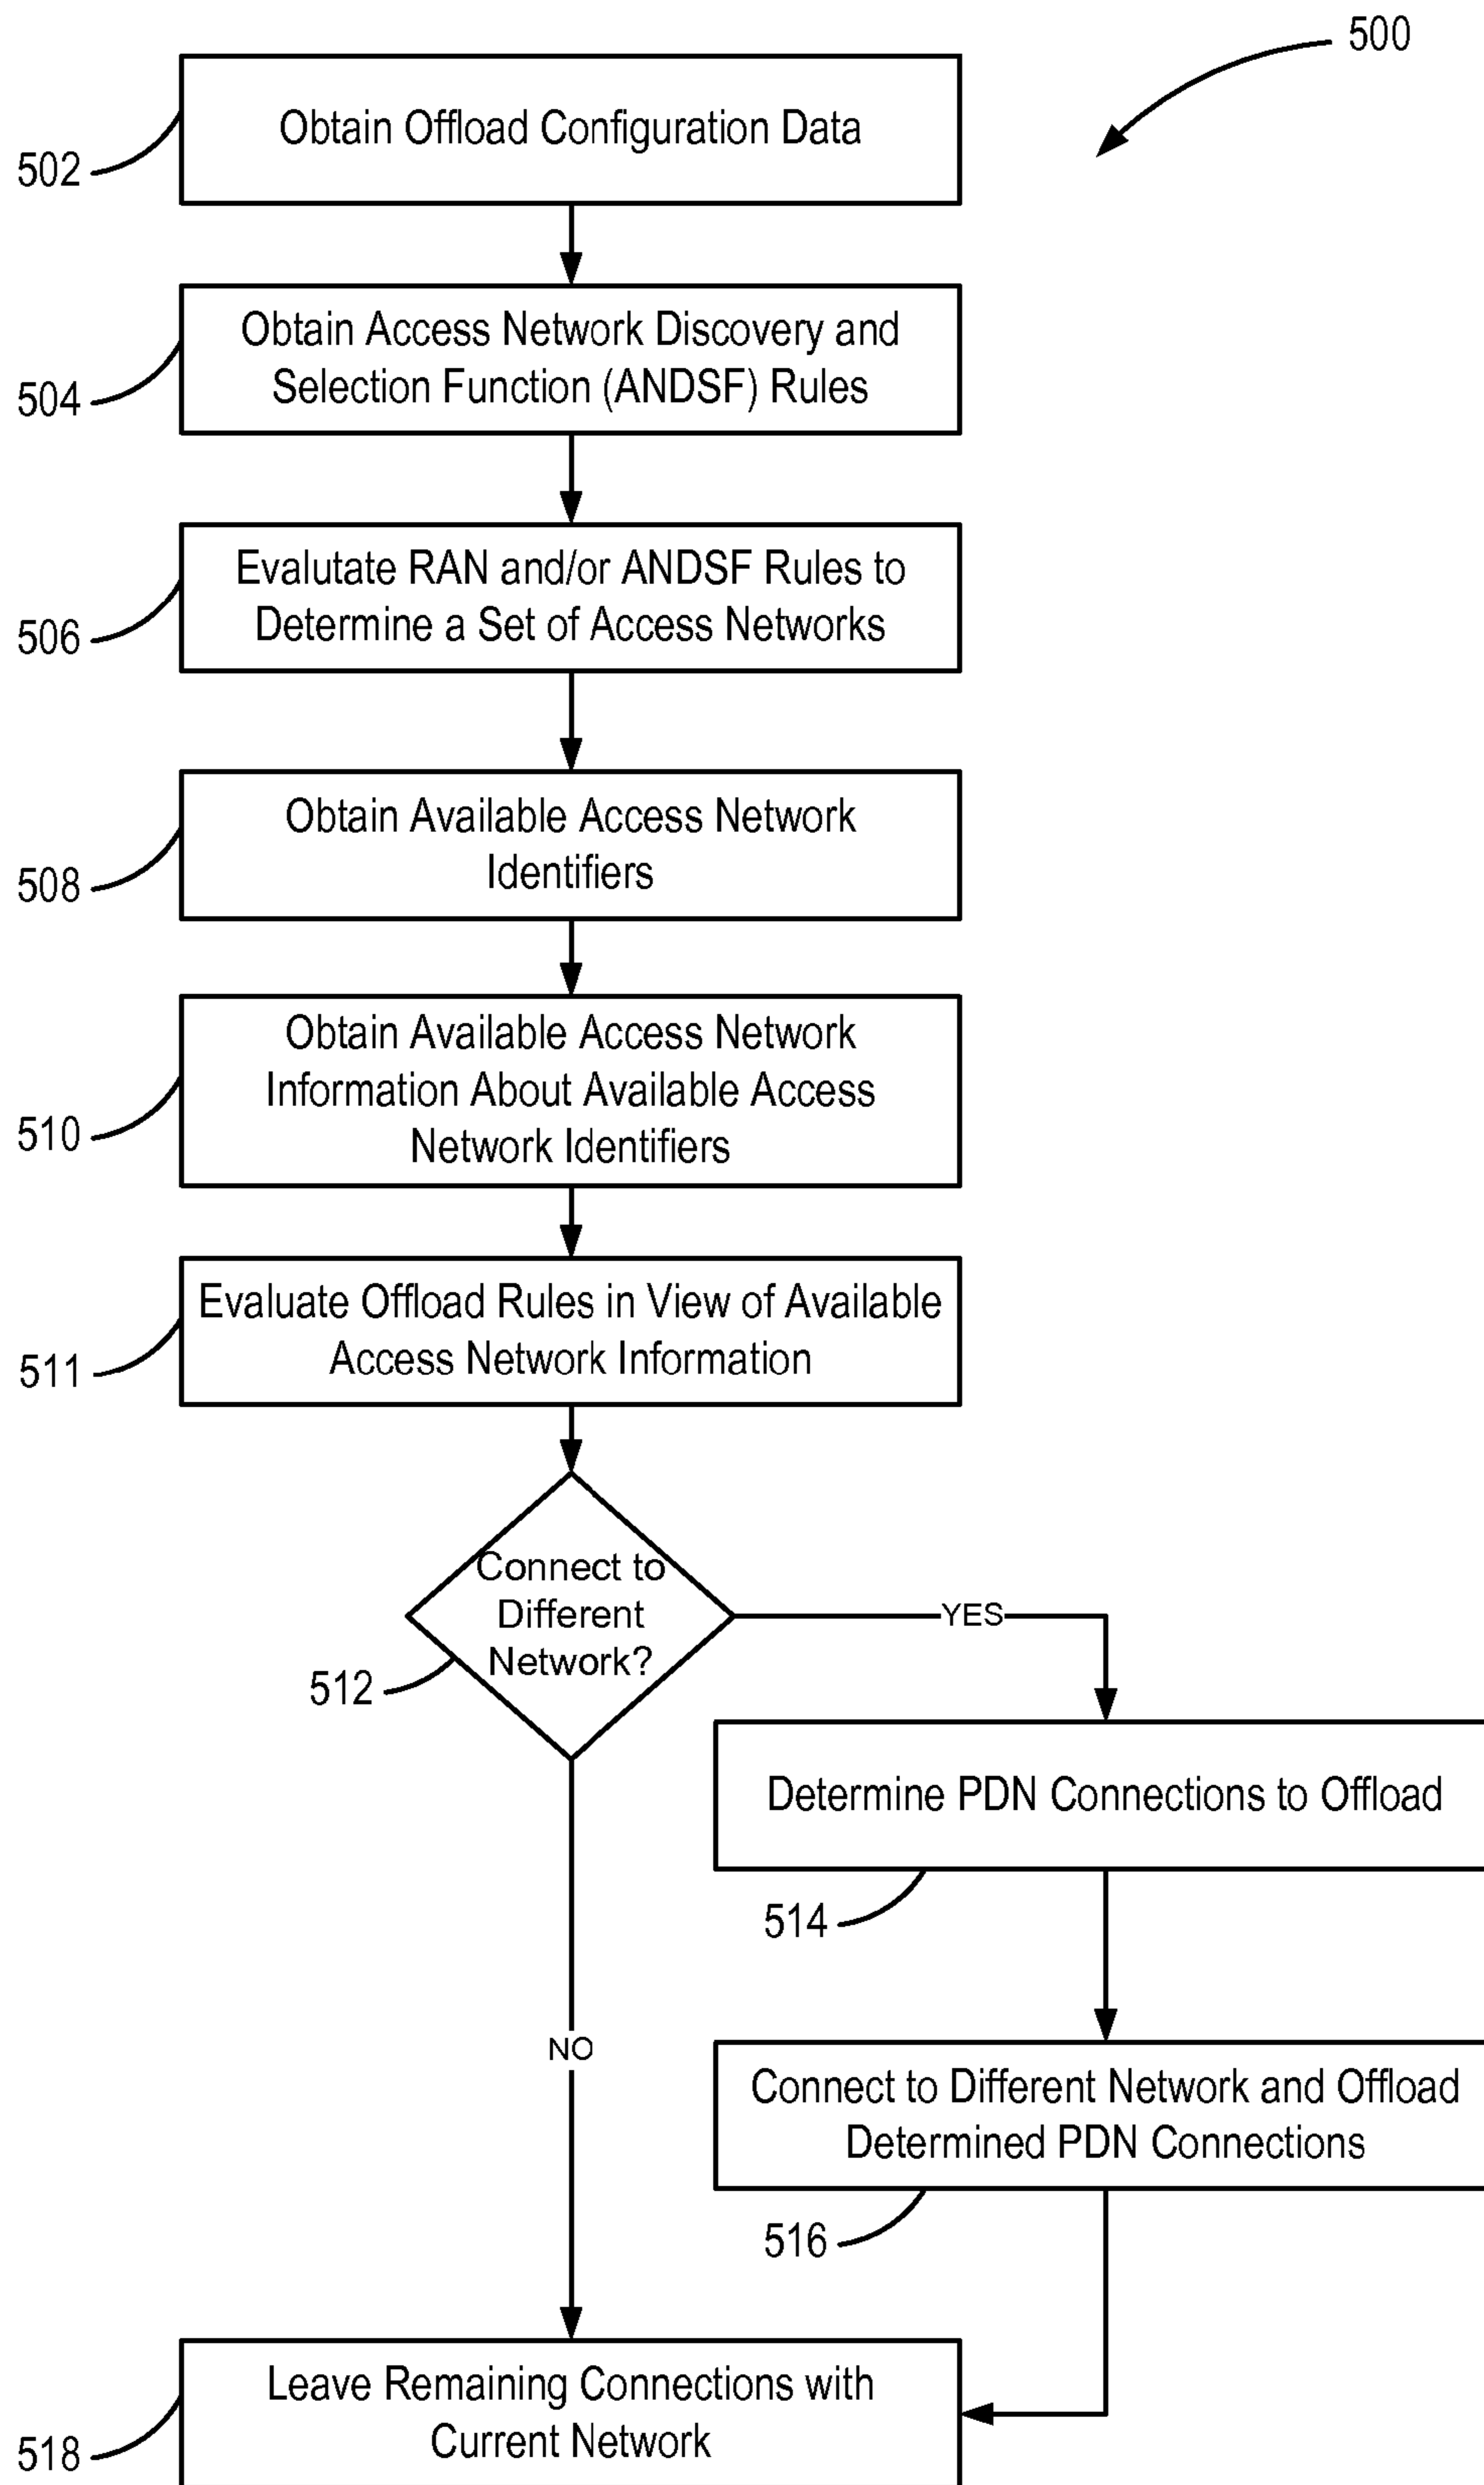 500
Obtain Offload Configuration Data
502
Obtain Access Network Discovery and
Selection Function (ANDSF) Rules
504
Evalutate RAN and/or ANDSF Rules to
Determine a Set of Access Networks
506
Obtain Available Access Network
Identifiers
508
Obtain Available Access Network
Information About Available Access
Network Identifiers
510
Evaluate Offload Rules in View of Available
Access Network Information
511
Connect to
Different
Network?
512
YES
Determine PDN Connections to Offload
514
NO
Connect to Different Network and Offload
Determined PDN Connections
516
Leave Remaining Connections with
Current Network
518